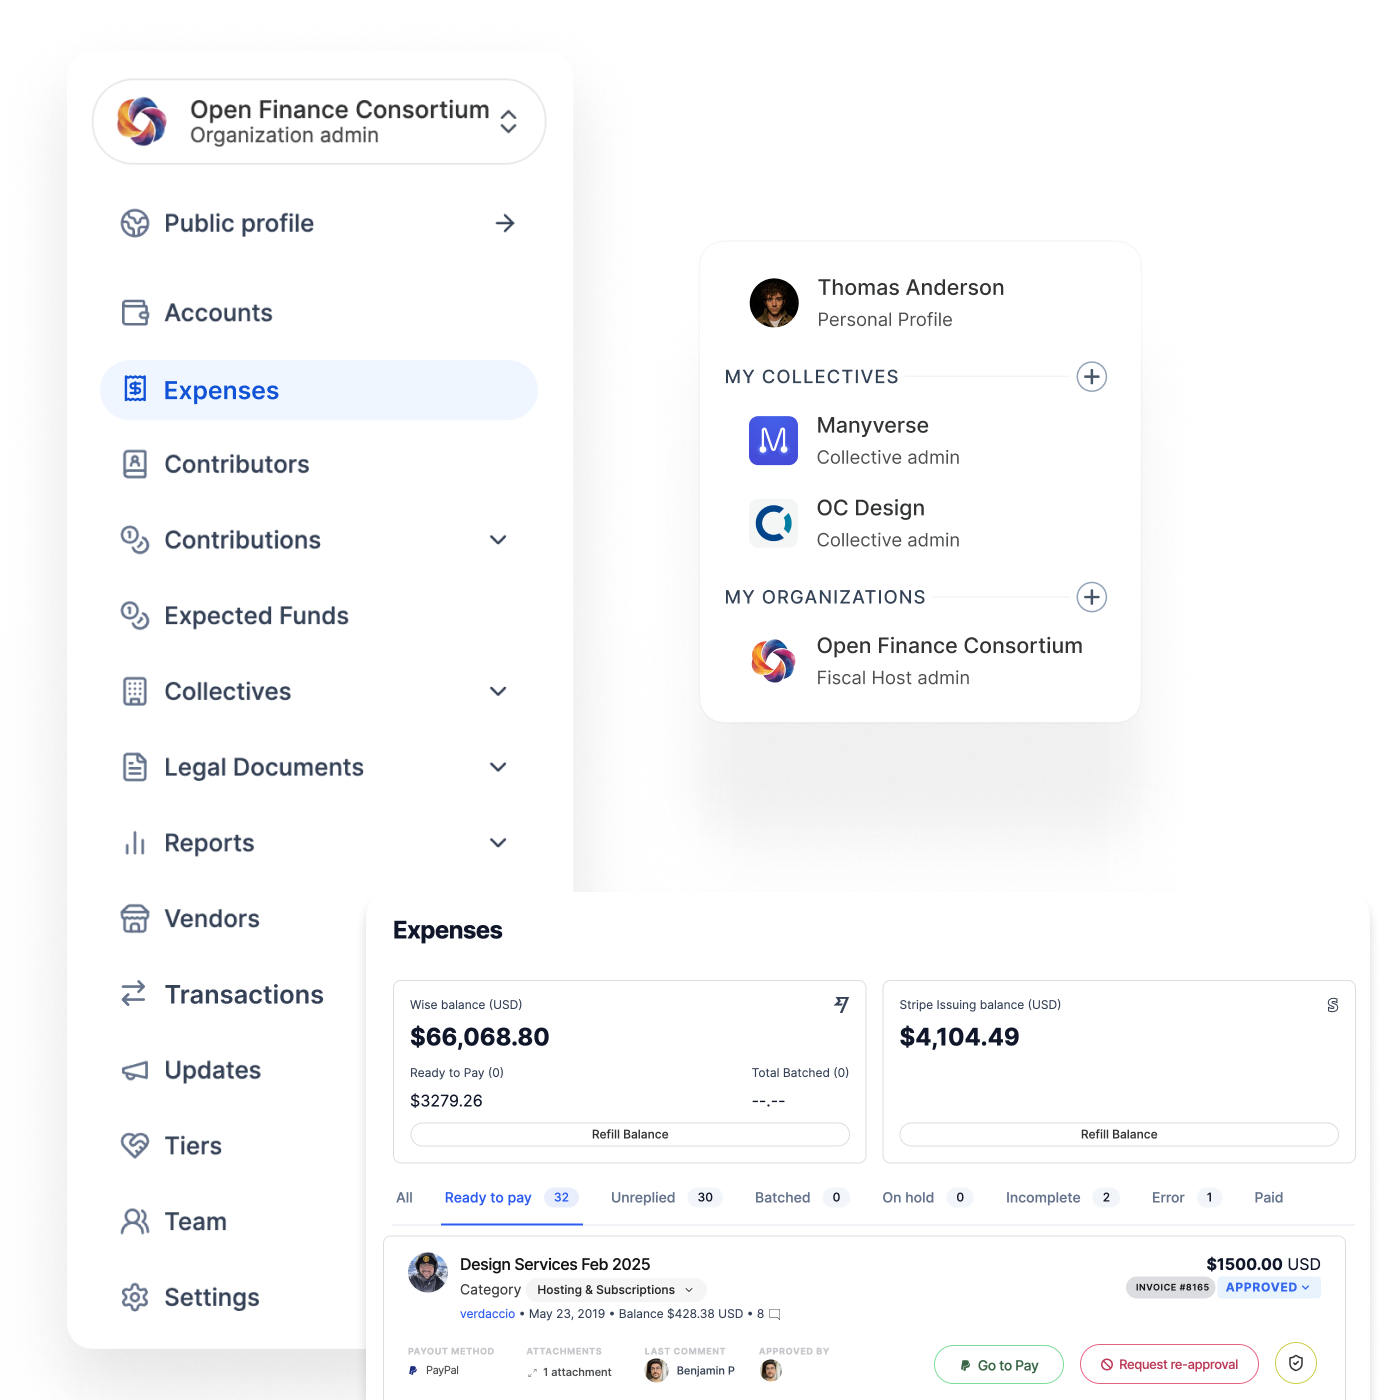 Open Finance Consortium
Organization admin
Public profile
Accounts
Expenses
Contributors
Contributions
Expected Funds
Collectives
Legal Documents
Reports
Vendors
Transactions
Updates
Tiers
Team
Settings
Thomas Anderson
Personal Profile
MY COLLECTIVES
Manyverse
Collective admin
OC Design
Collective admin
MY ORGANIZATIONS
Open Finance Consortium
Fiscal Host admin
Expenses
Wise balance (USD)
$66,068.80
Ready to Pay (0) Total Batched (0)
$3279.26 --.--
Refill Balance
Stripe Issuing balance (USD)
$4,104.49
Refill Balance
All Ready to pay 32 Unreplied 30 Batched 0 On hold 0 Incomplete 2 Error 1 Paid
Design Services Feb 2025 $1500.00 USD
Category Hosting & Subscriptions INVOICE #8165 APPROVED
verdaccio • May 23, 2019 • Balance $428.38 USD • 8
PAYOUT METHOD ATTACHMENTS LAST COMMENT APPROVED BY
PayPal 1 attachment Benjamin P
Go to Pay Request re-approval